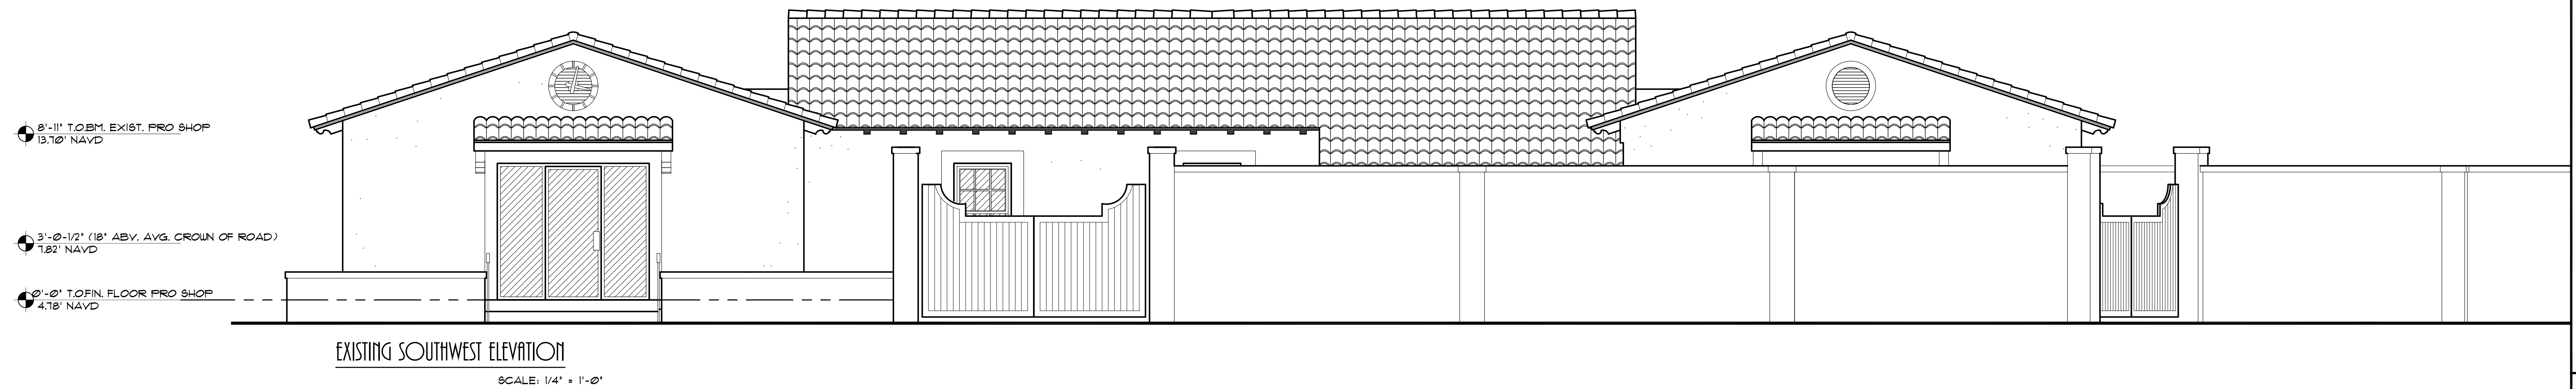 8'-11" T.O.BM. EXIST. PRO SHOP
13.70' NAVD
3'-0-1/2" (18" ABV. AVG. CROWN OF ROAD)
7.82' NAVD
0'-0" T.O.FIN. FLOOR PRO SHOP
4.78' NAVD
EXISTING SOUTHWEST ELEVATION
SCALE: 1/4" = 1'-0"